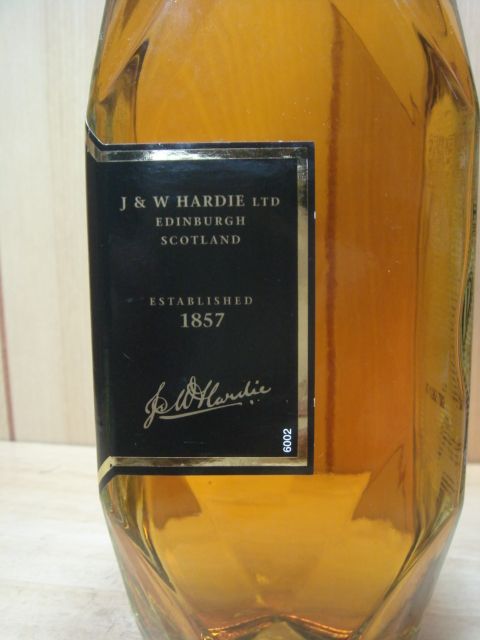 J & W HARDIE LTD
EDINBURGH
SCOTLAND
ESTABLISHED
1857
J & W Hardie
6002